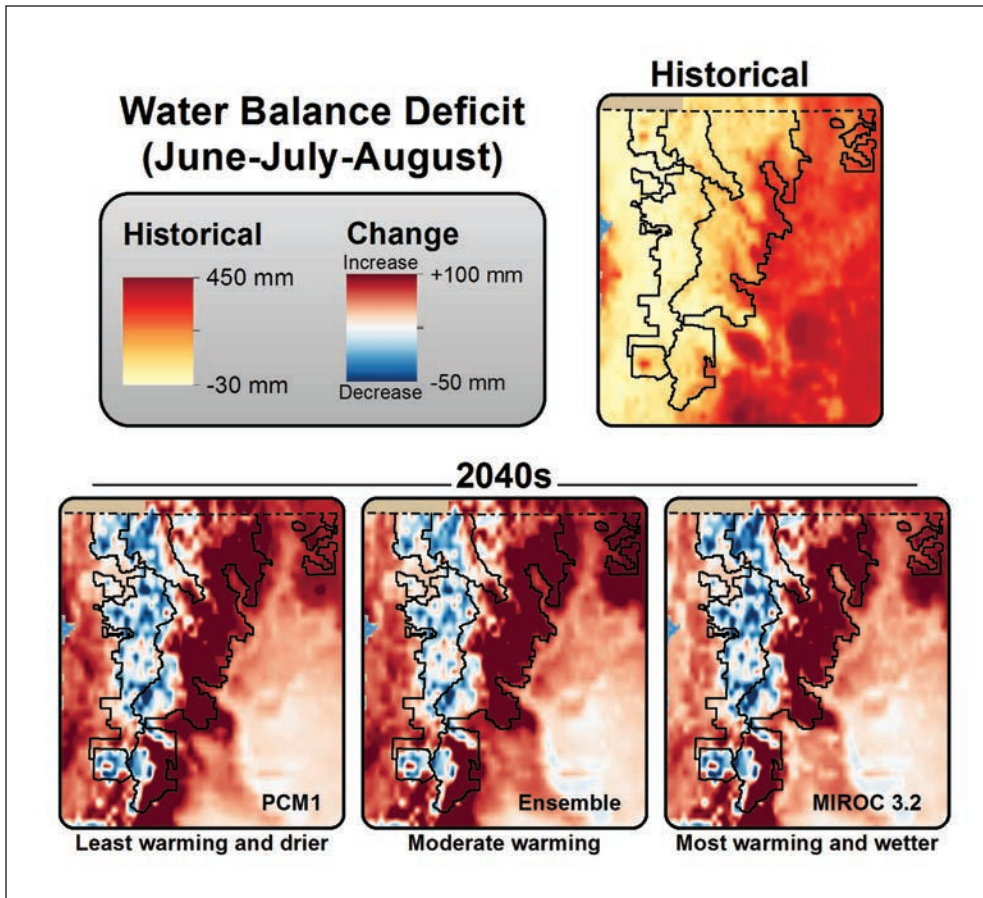 Water Balance Deficit
(June-July-August)
Historical
Historical
Change
450 mm
-30 mm
Increase
+100 mm
Decrease
-50 mm
2040s
PCM1
Ensemble
MIROC 3.2
Least warming and drier
Moderate warming
Most warming and wetter